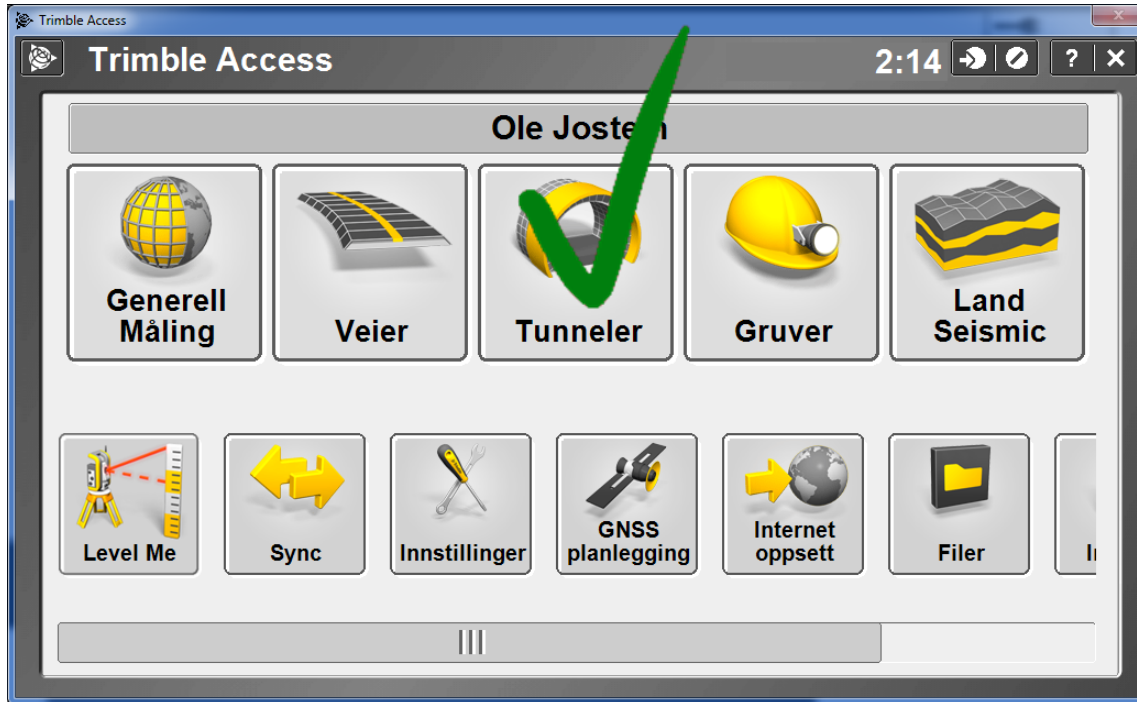 Trimble Access
Trimble Access
2:14
?
Ole Jostein
Generell
Måling
Veier
Tunneler
Gruver
Land
Seismic
Level Me
Sync
Innstillinger
GNSS
planlegging
Internet
oppsett
Filer